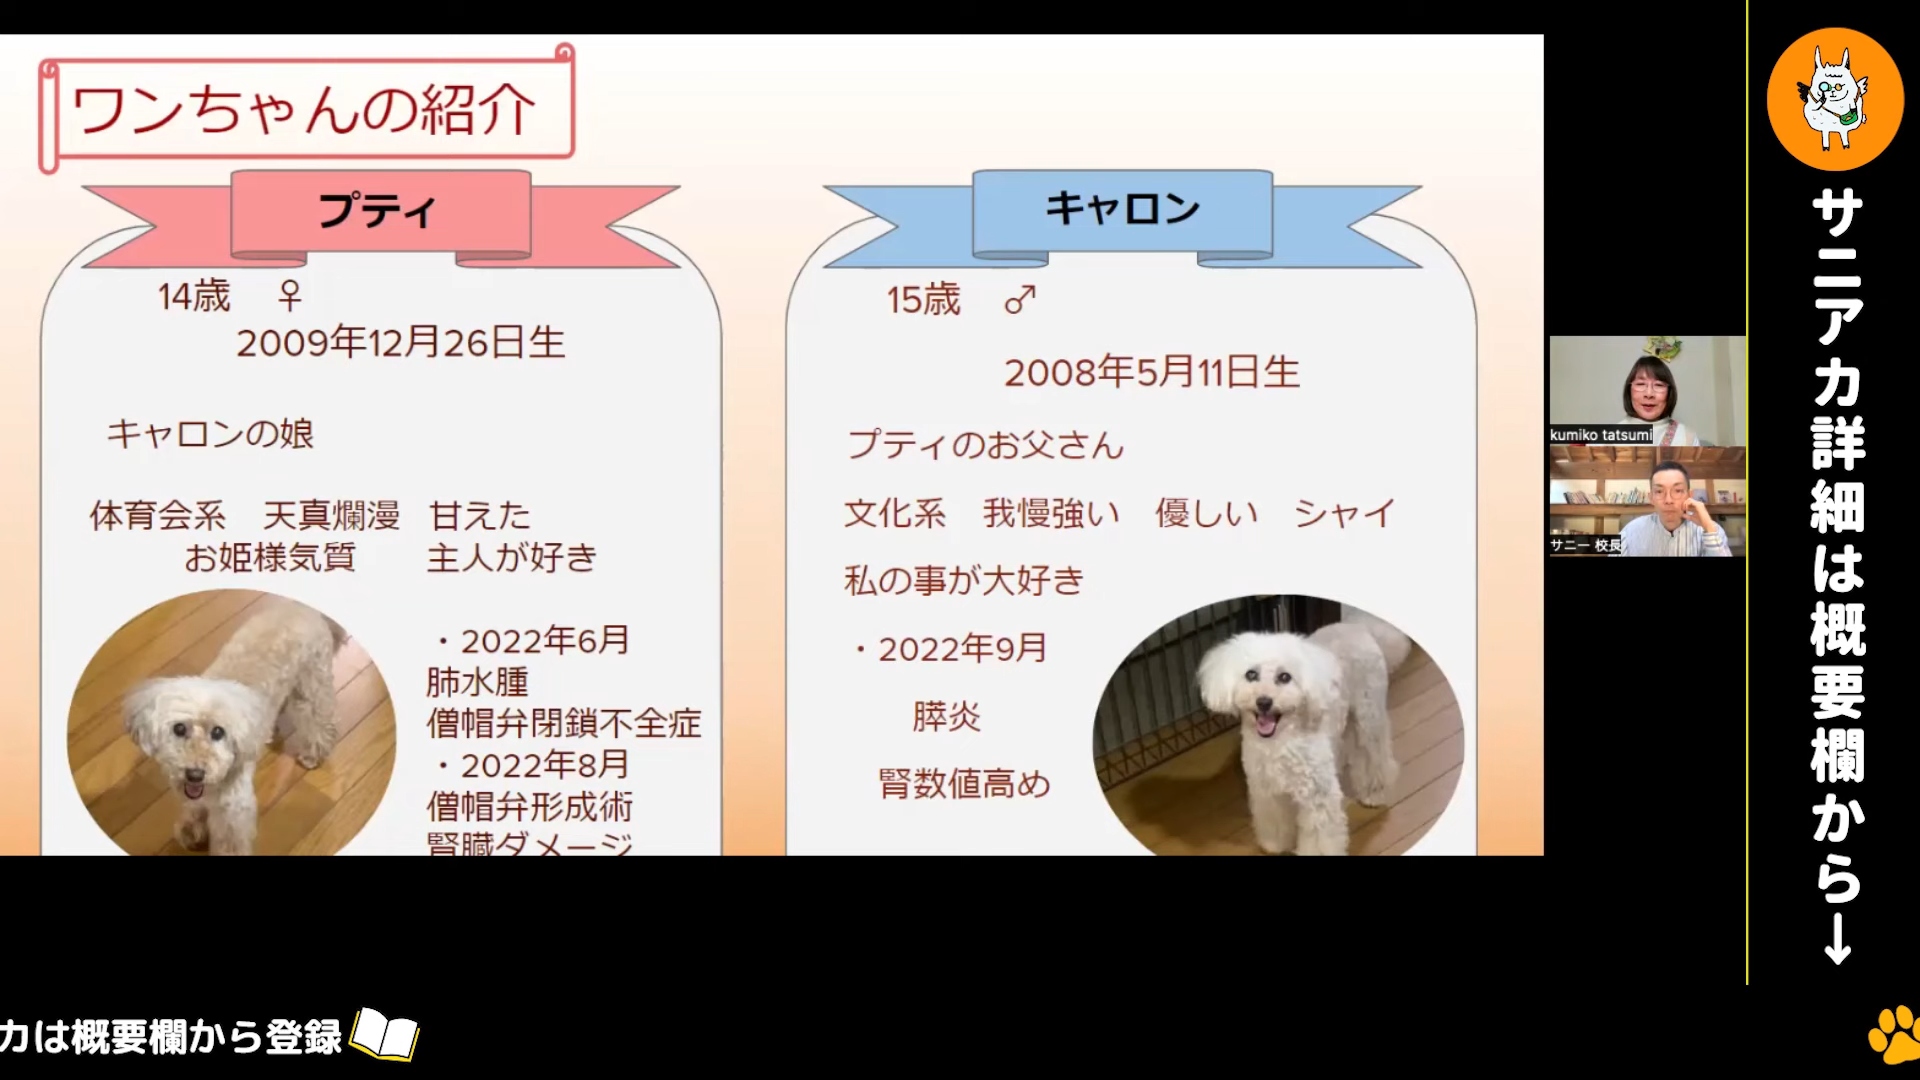 ワンちゃんの紹介
プティ
14歳 ♀
2009年12月26日生
キャロンの娘
体育会系 天真爛漫 甘えた
お姫様気質 主人が好き
・2022年6月
肺水腫
僧帽弁閉鎖不全症
・2022年8月
僧帽弁形成術
腎臓ダメージ
キャロン
15歳 ♂
2008年5月11日生
プティのお父さん
文化系 我慢強い 優しい シャイ
私の事が大好き
・2022年9月
膵炎
腎数値高め
kumiko tatsumi
サニー 校長
サニアカ詳細は概要欄から↓
カは概要欄から登録